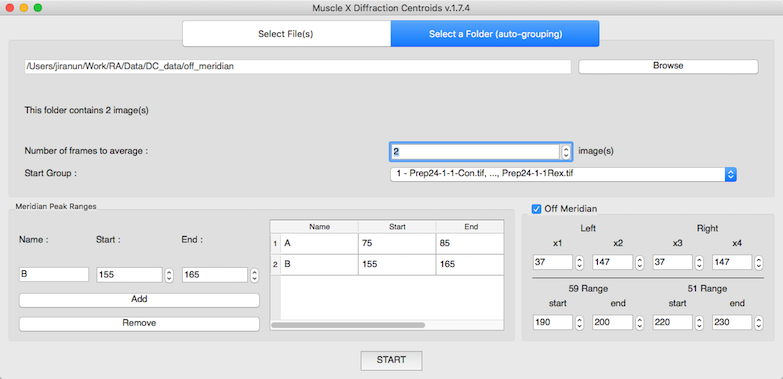 Muscle X Diffraction Centroids v.1.7.4
Select File(s) Select a Folder (auto-grouping)
/Users/jiranun/Work/RA/Data/DC_data/off_meridian Browse
This folder contains 2 image(s)
Number of frames to average : 2 image(s)
Start Group : 1 - Prep24-1-1-Con.tif, ..., Prep24-1-1Rex.tif
Meridian Peak Ranges
Name : Start : End :
B 155 165
Add
Remove
Name Start End
1 A 75 85
2 B 155 165
Off Meridian
Left Right
x1 x2 x3 x4
37 147 37 147
59 Range 51 Range
start end start end
190 200 220 230
START